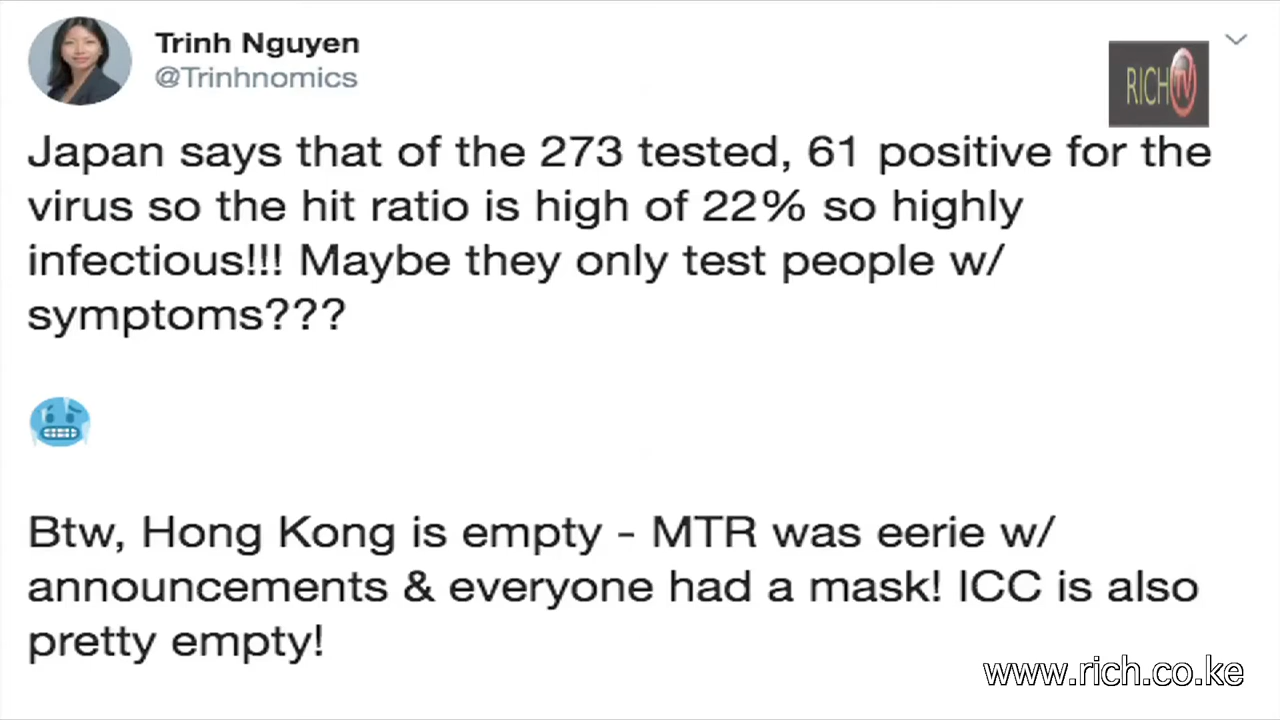 Trinh Nguyen
@Trinhnomics
RICH TV
Japan says that of the 273 tested, 61 positive for the
virus so the hit ratio is high of 22% so highly
infectious!!! Maybe they only test people w/
symptoms???
Btw, Hong Kong is empty - MTR was eerie w/
announcements & everyone had a mask! ICC is also
pretty empty!
www.rich.co.ke